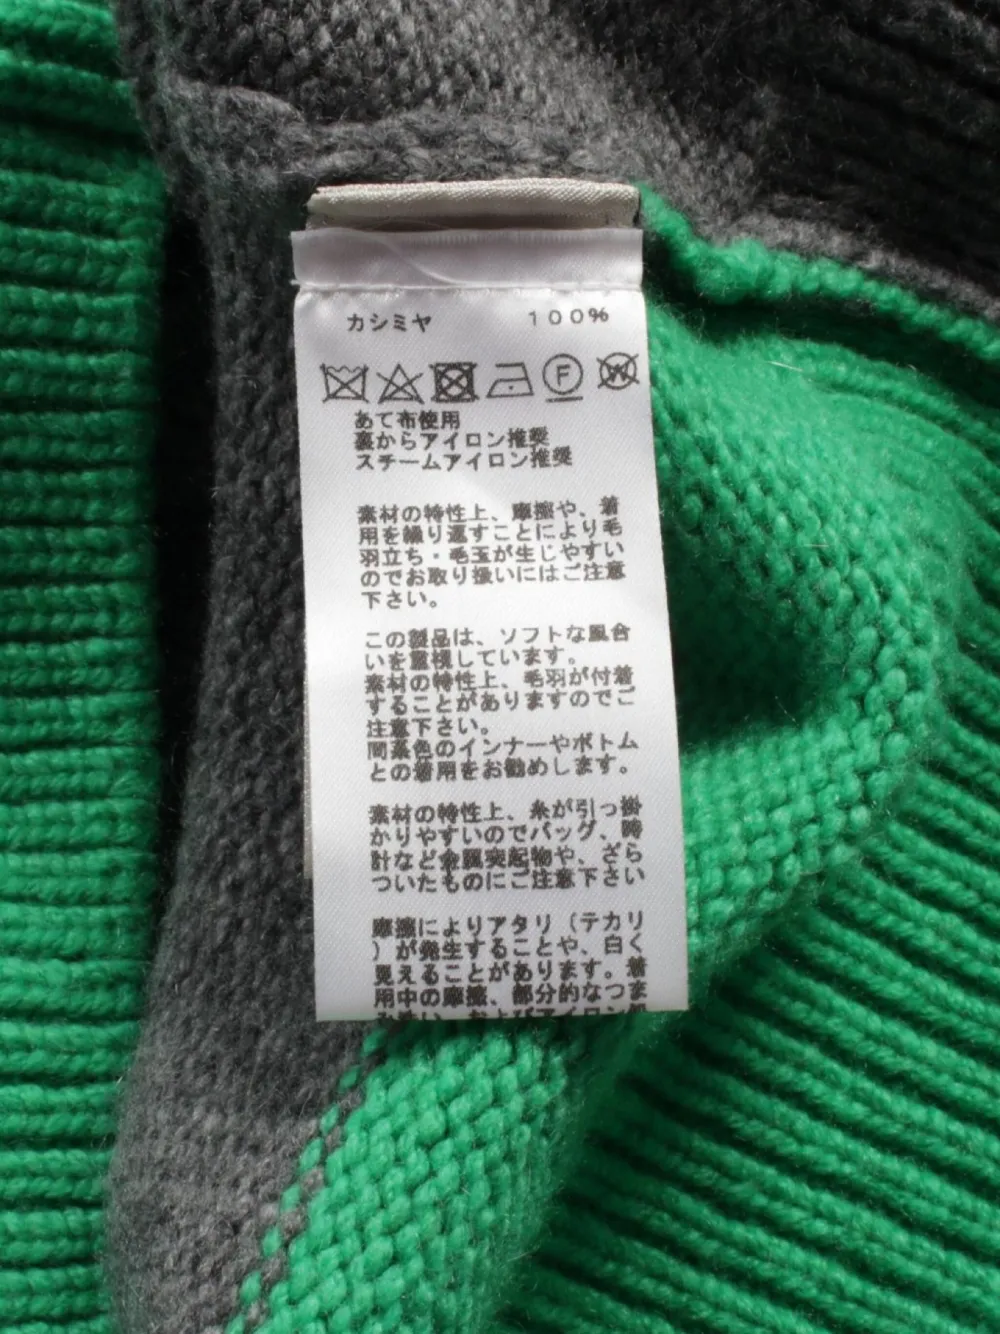 カシミヤ 100%
F
W
あて布使用
裏からアイロン推奨
スチームアイロン推奨
素材の特性上、摩擦や、着
用を繰り返すことにより毛
羽立ち・毛玉が生じやすい
のでお取り扱いにはご注意
下さい。
この製品は、ソフトな風合
いを重視しています。
素材の特性上、毛羽が付着
することがありますのでご
注意下さい。
同系色のインナーやボトム
との着用をお勧めします。
素材の特性上、糸が引っ掛
かりやすいのでバッグ、時
計など金属突起物や、ざら
ついたものにご注意下さい
摩擦によりアタリ（テカリ
）が発生することや、白く
見えることがあります。着
用中の摩擦、部分的なつま